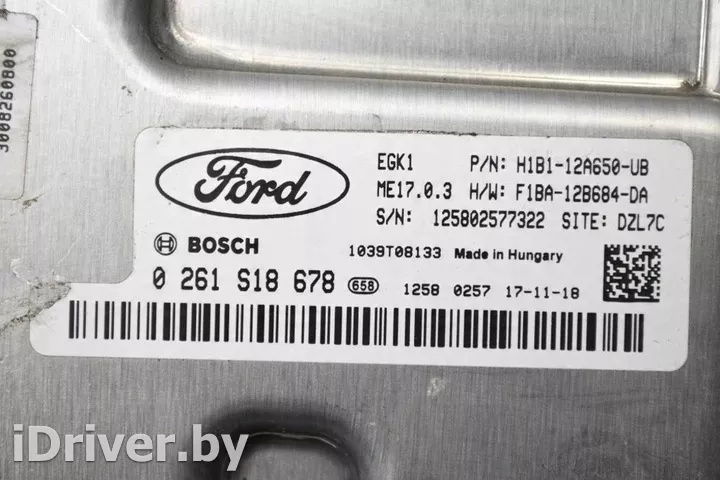 3008260800
Ford
EGK1 P/N: H1B1-12A650-UB
ME17.0.3 H/W: F1BA-12B684-DA
S/N: 125802577322 SITE: DZL7C
BOSCH 1039T08133 Made in Hungary
0 261 S18 678 658 1258 0257 17-11-18
iDriver.by